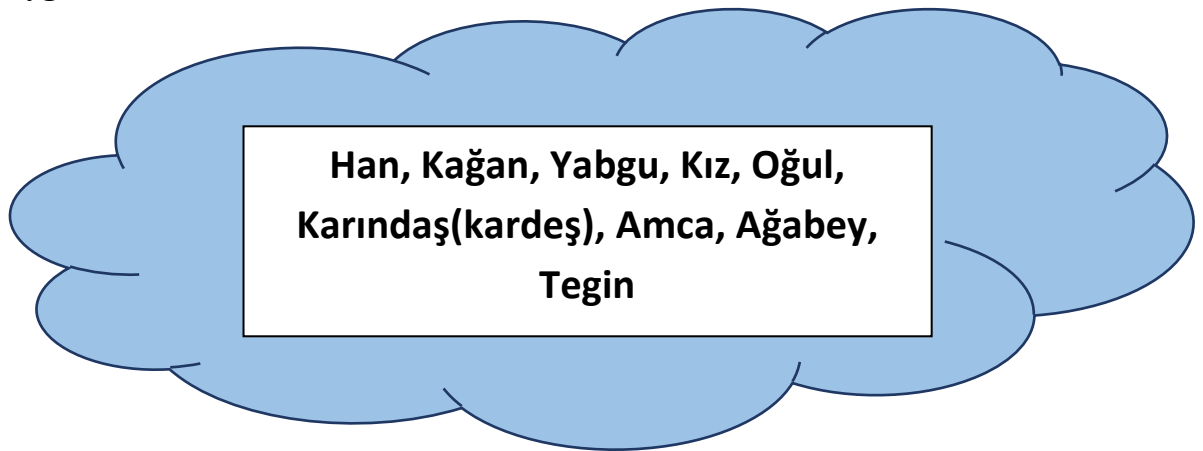 Han, Kağan, Yabgu, Kız, Oğul,
Karındaş(kardeş), Amca, Ağabey,
Tegin